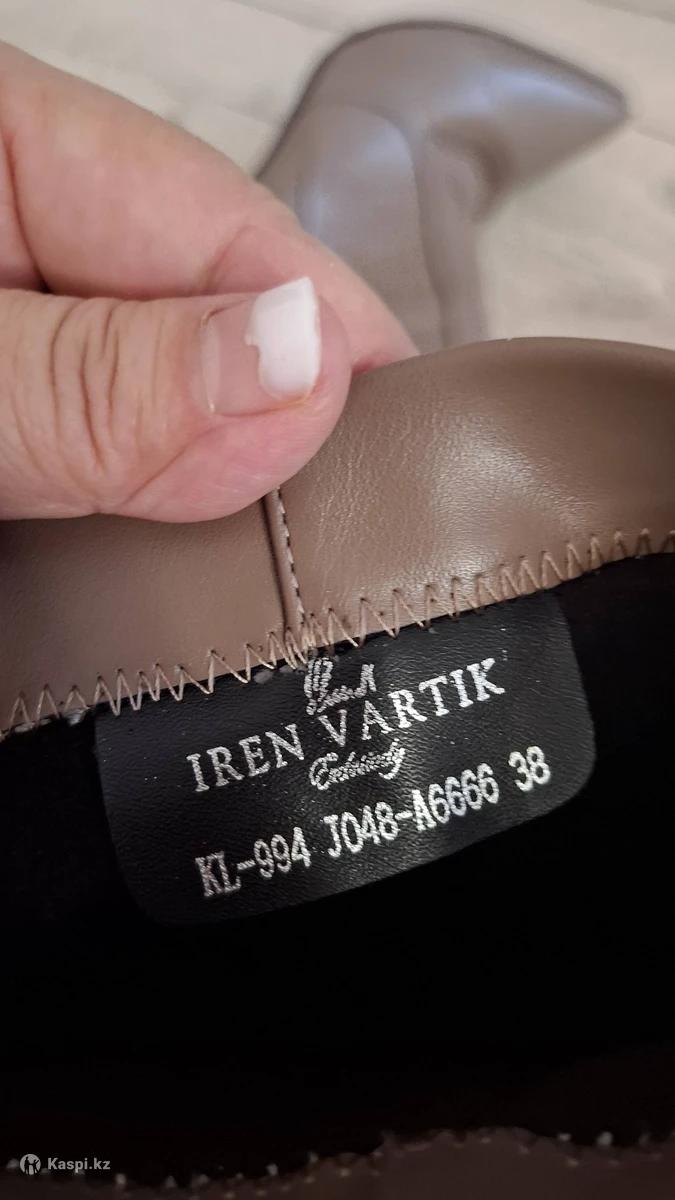 IREN VARTIK
KL-994 J048-A6666 38
Kaspi.kz